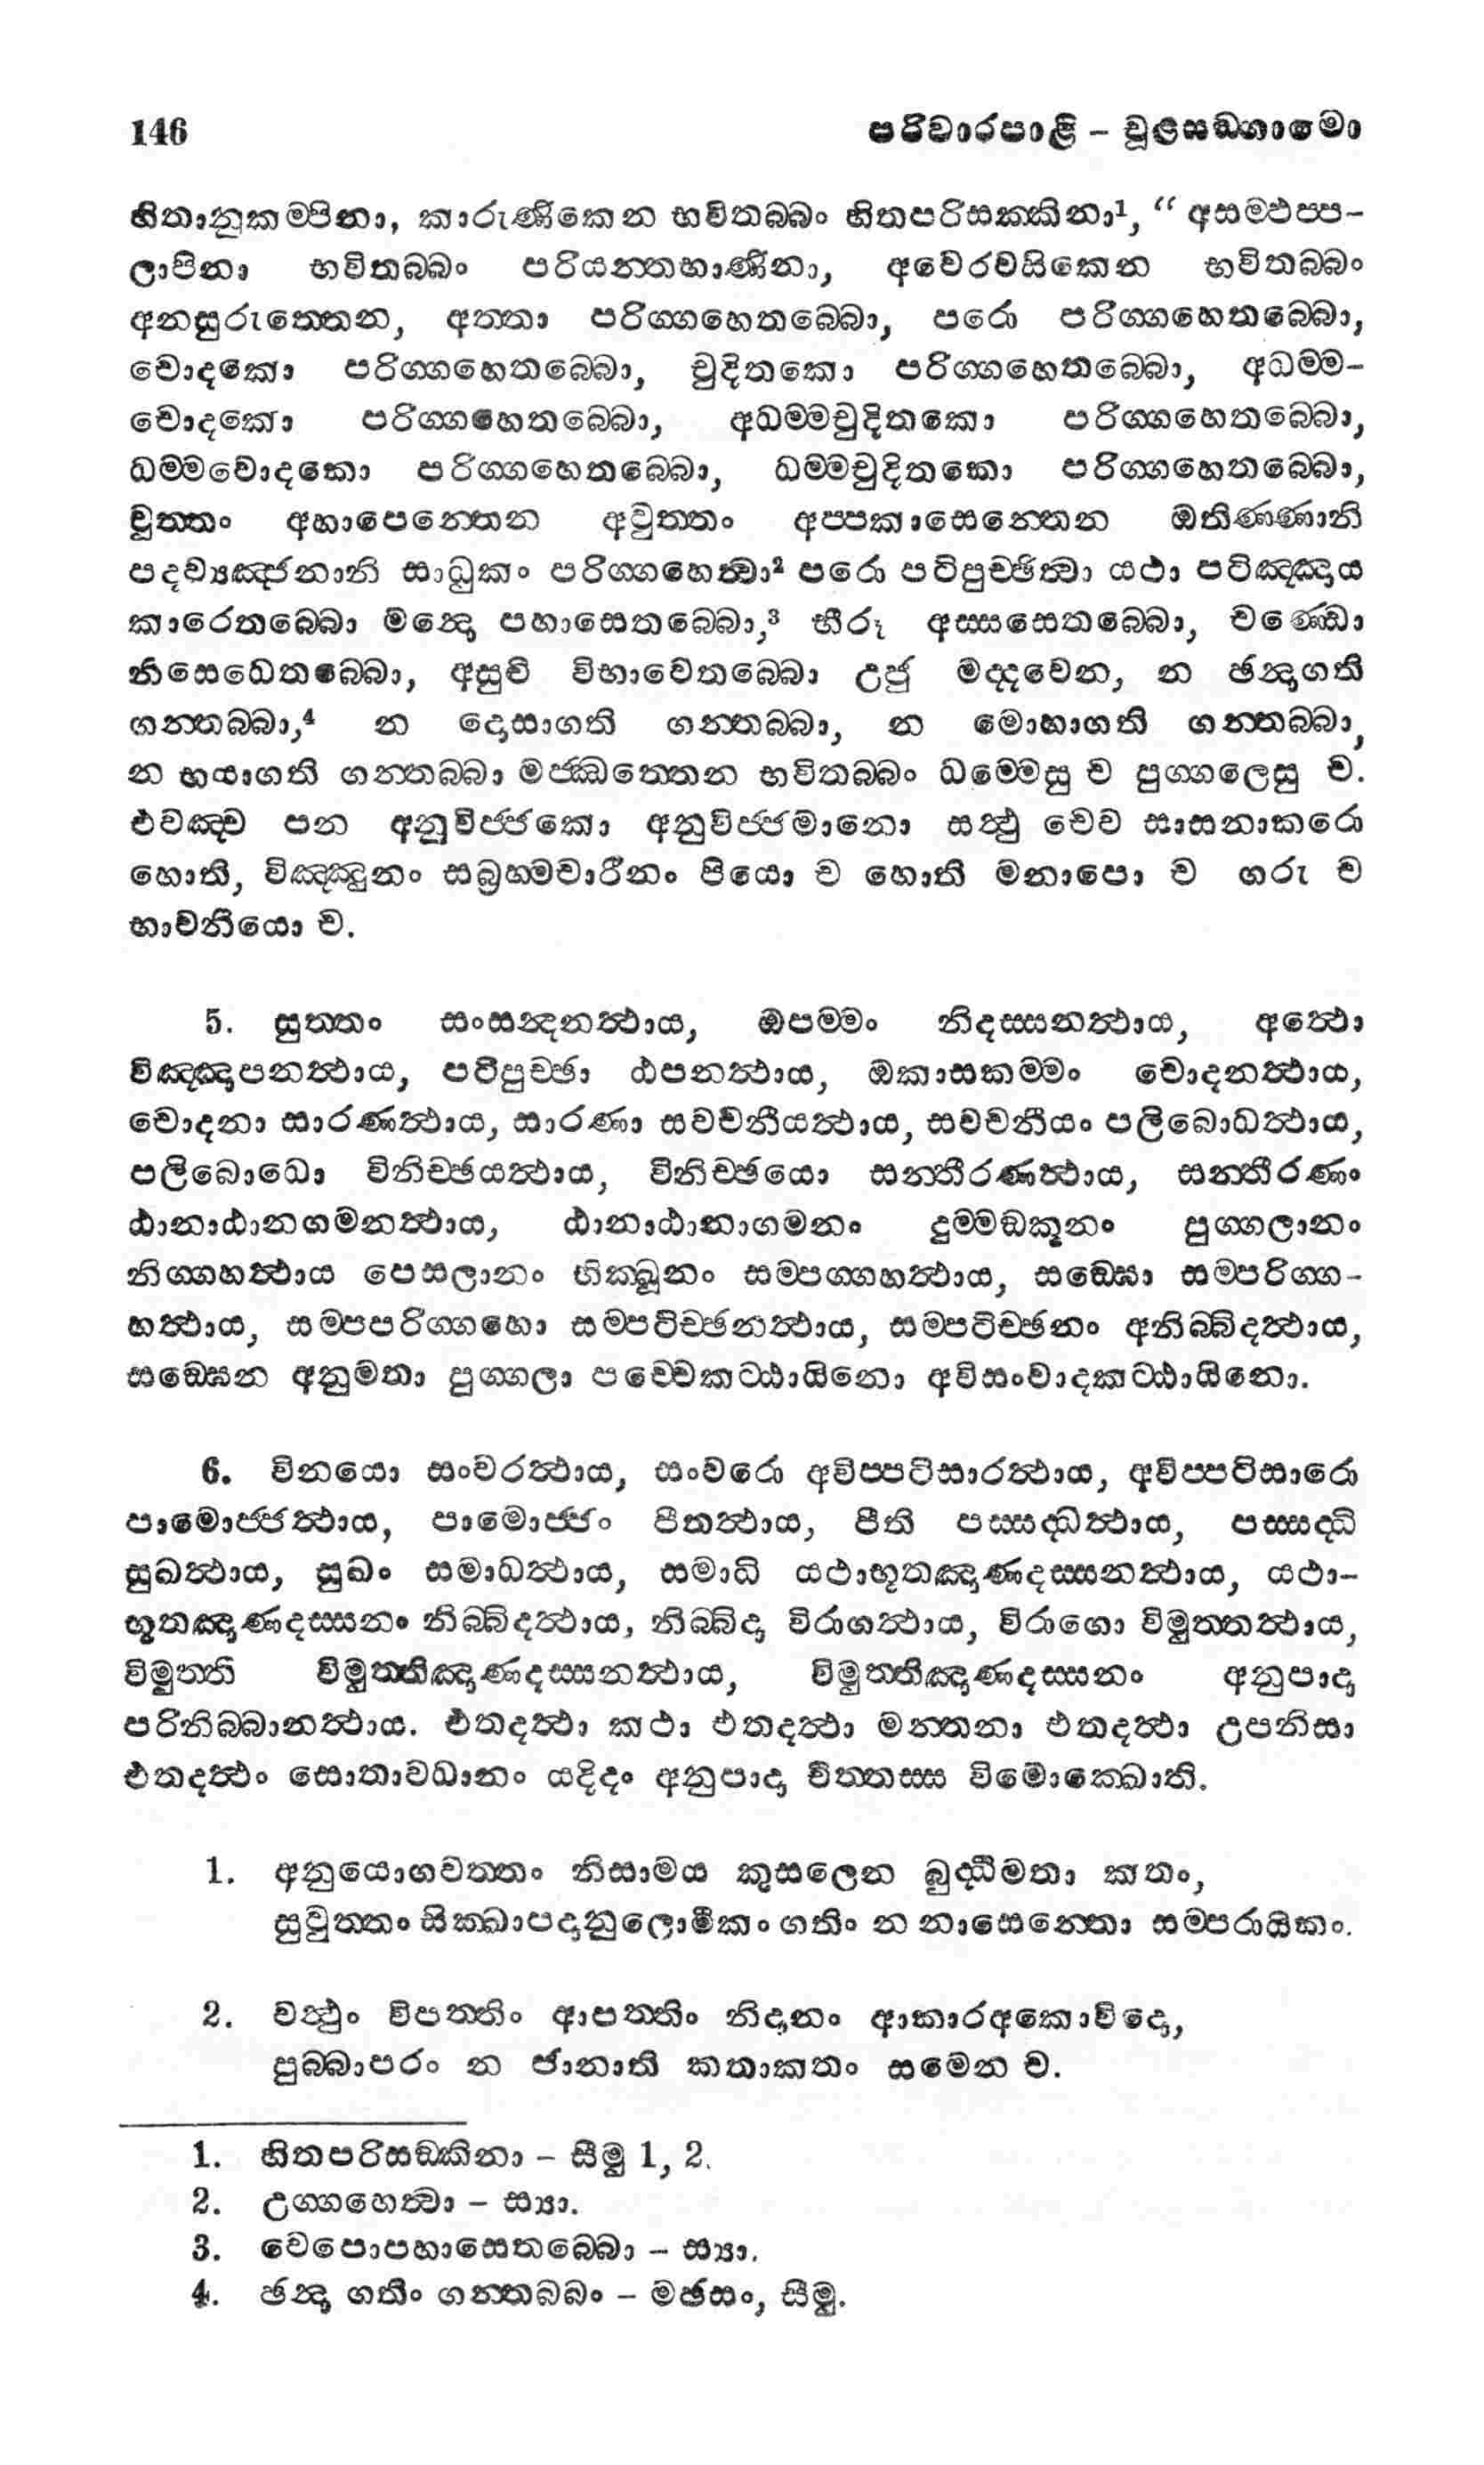 146 පරිවාරපාළි – චූළසඞ්ගාමො
හිතානුකම්පිනා, කාරුණිකෙන භවිතබ්බං හිතපරිසක්කිනා¹, “අසම්ඵප්ප-
ලාපිනා භවිතබ්බං පරියන්තභාණිනා, අවෙරවසිකෙන භවිතබ්බං
අනසුරුත්තෙන, අත්තා පරිග්ගහෙතබ්බො, පරො පරිග්ගහෙතබ්බො,
චොදකො පරිග්ගහෙතබ්බො, චුදිතකො පරිග්ගහෙතබ්බො, අධම්ම-
චොදකො පරිග්ගහෙතබ්බො, අධම්මචුදිතකො පරිග්ගහෙතබ්බො,
ධම්මචොදකො පරිග්ගහෙතබ්බො, ධම්මචුදිතකො පරිග්ගහෙතබ්බො,
වුත්තං අහාපෙන්තෙන අවුත්තං අප්පකාසෙන්තෙන ඔතිණ්ණානි
පදව්‍යඤ්ජනානි සාධුකං පරිග්ගහෙත්වා² පරො පටිපුච්ඡිත්වා යථා පටිඤ්ඤාය
කාරෙතබ්බො මන්දො පහාසෙතබ්බො,³ භීරූ අස්සාසෙතබ්බො, චණ්ඩො
නිසෙධෙතබ්බො, අසුචි විභාවෙතබ්බො උජු මද්දවෙන, න ඡන්දාගති
ගන්තබ්බා,⁴ න දොසාගති ගන්තබ්බා, න මොහාගති ගන්තබ්බා,
න භයාගති ගන්තබ්බා මජ්ඣත්තෙන භවිතබ්බං ධම්මෙසු ච පුග්ගලෙසු ච.
එවඤ්ච පන අනුවිජ්ජකො අනුවිජ්ජමානො සත්ථු චෙව සාසනාකරො
හොති, විඤ්ඤූනං සබ්‍රහ්මචාරීනං පියො ච හොති මනාපො ච ගරු ච
භාවනීයො ච.
5. සුත්තං සංසන්දනත්ථාය, ඔපම්මං නිදස්සනත්ථාය, අත්ථො
විඤ්ඤාපනත්ථාය, පටිපුච්ඡා ඨපනත්ථාය, ඔකාසකම්මං චොදනත්ථාය,
චොදනා සාරණත්ථාය, සාරණා සවචනීයත්ථාය, සවචනීයං පලිබොධත්ථාය,
පලිබොධො විනිච්ඡයත්ථාය, විනිච්ඡයො සන්තීරණත්ථාය, සන්තීරණං
ඨානාඨානගමනත්ථාය, ඨානාඨානාගමනං දුම්මඞ්කූනං පුග්ගලානං
නිග්ගහත්ථාය පෙසලානං භික්ඛූනං සම්පග්ගහත්ථාය, සඞ්ඝො සම්පරිග්ග-
හත්ථාය, සම්පපරිග්ගහො සම්පටිච්ඡනත්ථාය, සම්පටිච්ඡනං අනිබ්බිදත්ථාය,
සඞ්ඝෙන අනුමතා පුග්ගලා පච්චෙකට්ඨායිනො අවිසංවාදකට්ඨායිනො.
6. විනයො සංවරත්ථාය, සංවරො අවිප්පටිසාරත්ථාය, අවිප්පටිසාරො
පාමොජ්ජත්ථාය, පාමොජ්ජං පීතත්ථාය, පීති පස්සද්ධිත්ථාය, පස්සද්ධි
සුඛත්ථාය, සුඛං සමාධත්ථාය, සමාධි යථාභූතඤාණදස්සනත්ථාය, යථා-
භූතඤාණදස්සනං නිබ්බිදත්ථාය, නිබ්බිදා විරාගත්ථාය, විරාගො විමුත්තත්ථාය,
විමුත්ති විමුත්තිඤාණදස්සනත්ථාය, විමුත්තිඤාණදස්සනං අනුපාදා
පරිනිබ්බානත්ථාය. එතදත්ථා කථා එතදත්ථා මන්තනා එතදත්ථා උපනිසා
එතදත්ථං සොතාවධානං යදිදං අනුපාදා චිත්තස්ස විමොක්ඛොති.
1. අනුයොගවත්තං නිසාමය කුසලෙන බුද්ධිමතා කතං,
සුවුත්තං සික්ඛාපදානුලොමිකං ගතිං න නාසෙන්තො සම්පරායිකං.
2. වත්ථුං විපත්තිං ආපත්තිං නිදානං ආකාරඅකොවිදො,
පුබ්බාපරං න ජානාති කතාකතං සමෙන ච.
1. හිතපරිසඞ්කිනා – සීමු 1, 2.
2. උග්ගහෙත්වා – ස්‍යා.
3. වෙපොපහාසෙතබ්බො – ස්‍යා.
4. ඡන්දා ගතිං ගන්තබ්බං – මඡසං, සීමු.